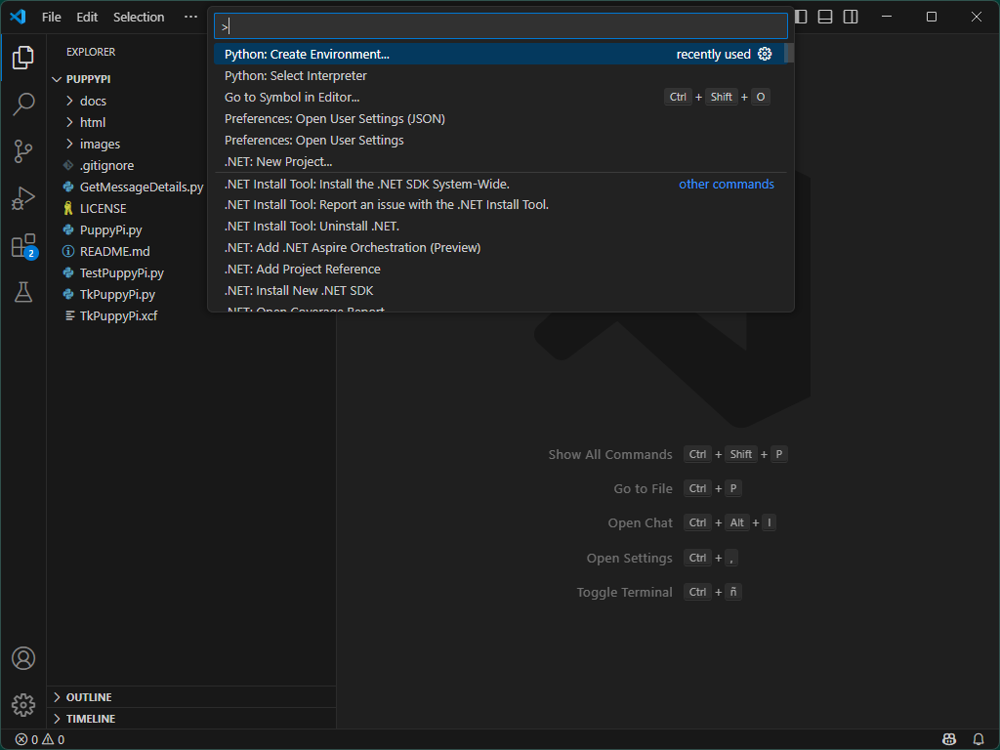 File Edit Selection ···
>
Python: Create Environment... recently used
Python: Select Interpreter
Go to Symbol in Editor... Ctrl + Shift + O
Preferences: Open User Settings (JSON)
Preferences: Open User Settings
.NET: New Project...
.NET Install Tool: Install the .NET SDK System-Wide. other commands
.NET Install Tool: Report an issue with the .NET Install Tool.
.NET Install Tool: Uninstall .NET.
.NET: Add .NET Aspire Orchestration (Preview)
.NET: Add Project Reference
.NET: Install New .NET SDK
.NET: Open Coverage Report
EXPLORER
PUPPYPI
docs
html
images
.gitignore
GetMessageDetails.py
LICENSE
PuppyPi.py
README.md
TestPuppyPi.py
TkPuppyPi.py
TkPuppyPi.xcf
2
Show All Commands Ctrl + Shift + P
Go to File Ctrl + P
Open Chat Ctrl + Alt + I
Open Settings Ctrl + ,
Toggle Terminal Ctrl + ñ
OUTLINE
TIMELINE
0 0